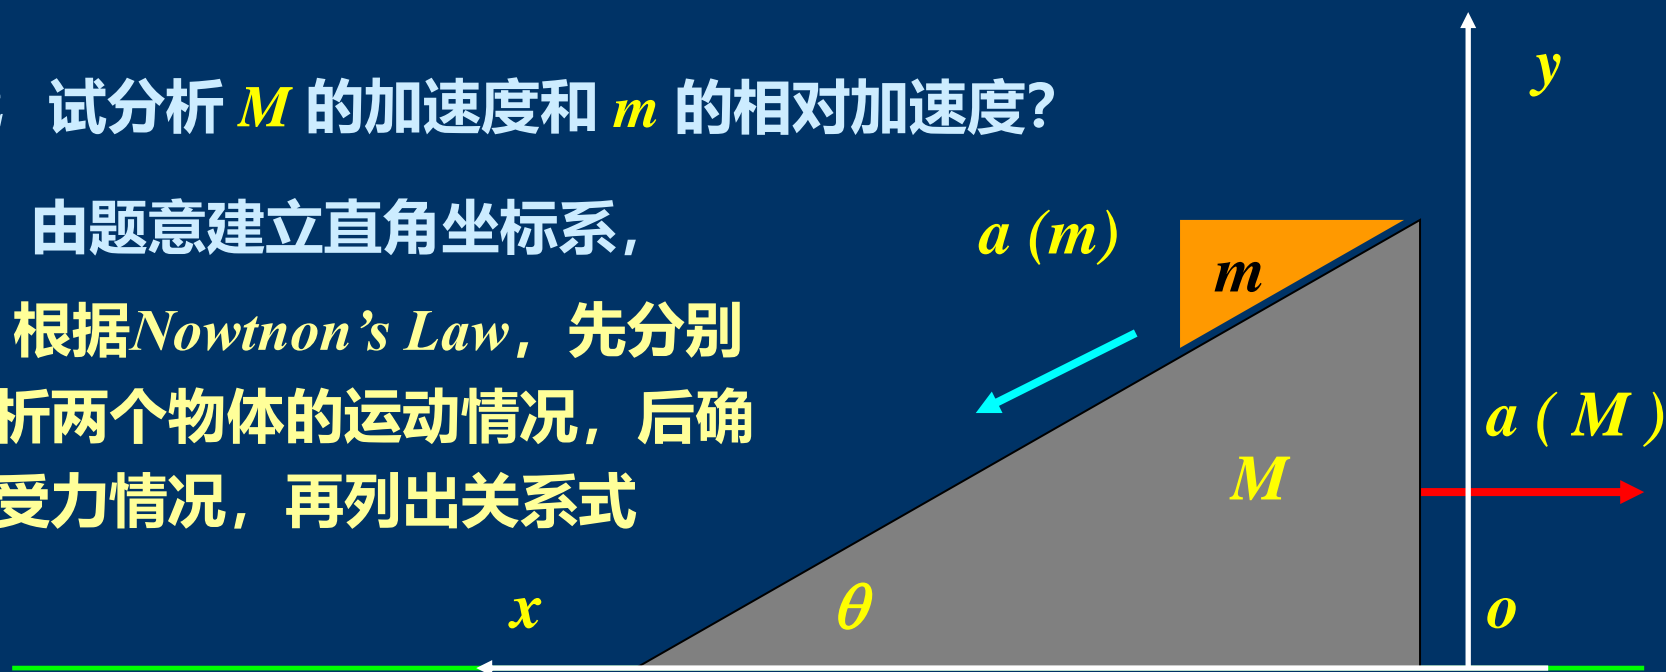 试分析 M 的加速度和 m 的相对加速度?
由题意建立直角坐标系，
根据Nowtnon’s Law，先分别
析两个物体的运动情况，后确
受力情况，再列出关系式
y
a (m)
m
a ( M )
M
x
θ
o